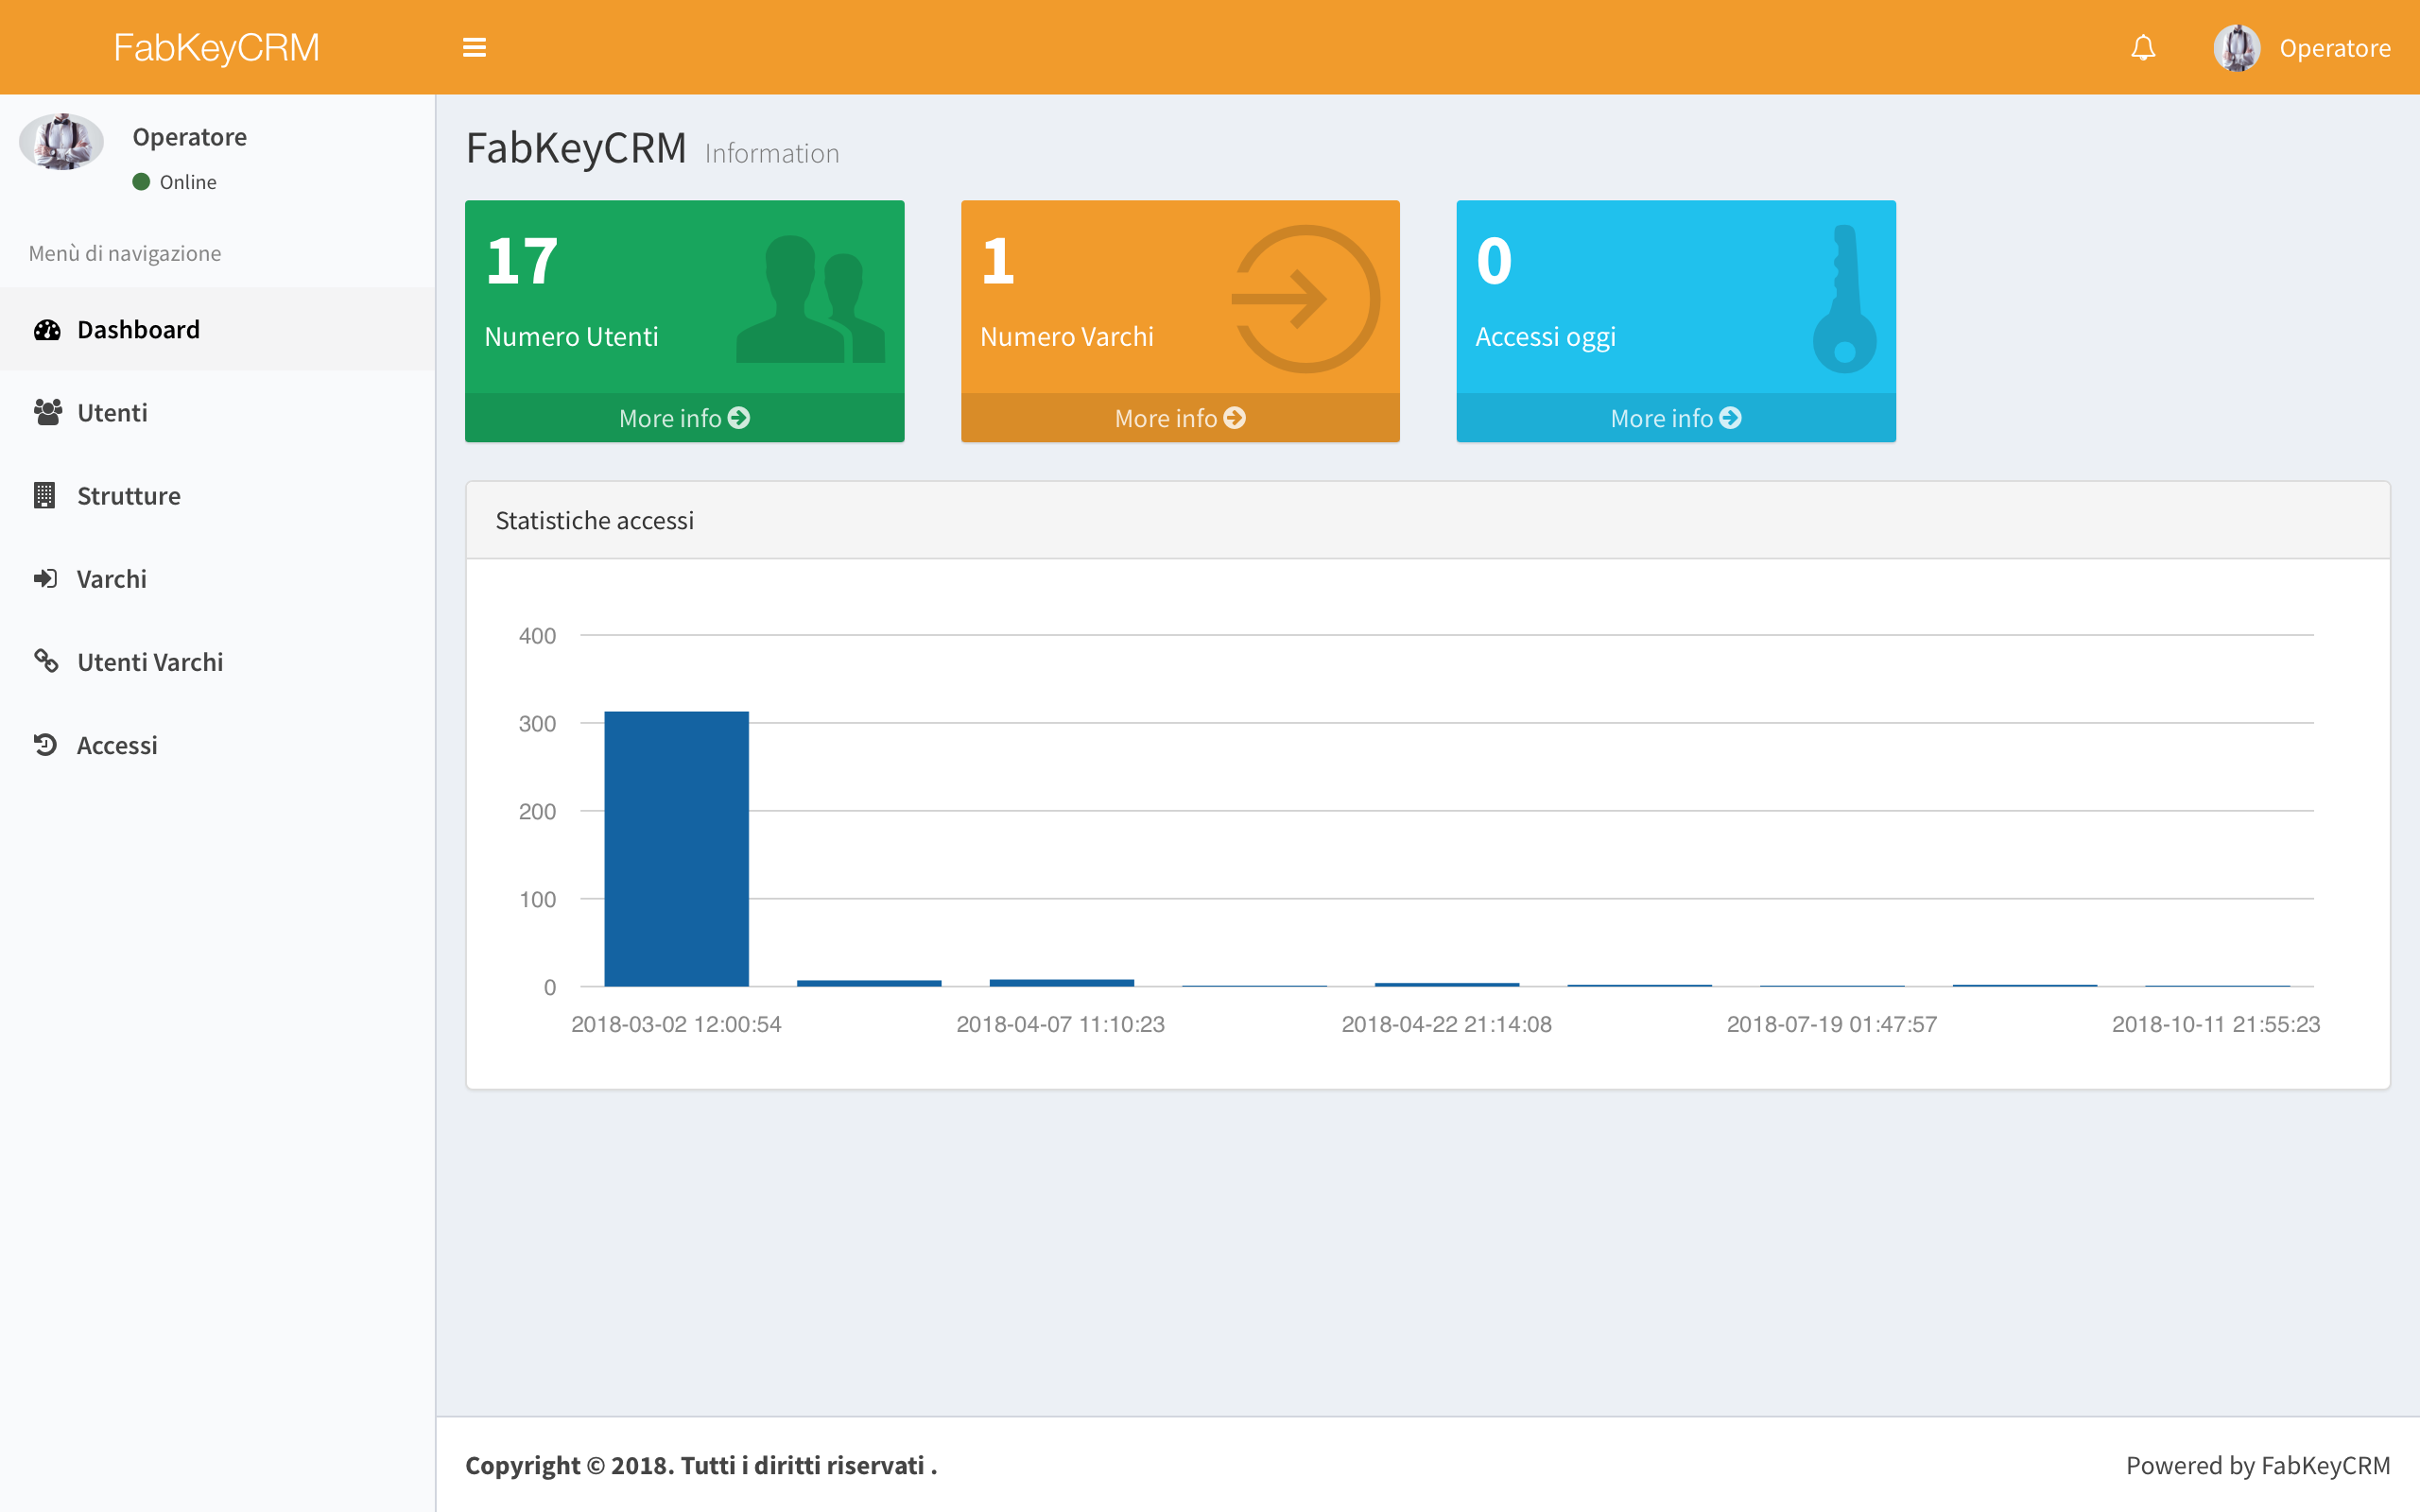 FabKeyCRM
Operatore
Operatore
Online
Menù di navigazione
Dashboard
Utenti
Strutture
Varchi
Utenti Varchi
Accessi
FabKeyCRM Information
17
Numero Utenti
More info
1
Numero Varchi
More info
0
Accessi oggi
More info
Statistiche accessi
400
300
200
100
0
2018-03-02 12:00:54
2018-04-07 11:10:23
2018-04-22 21:14:08
2018-07-19 01:47:57
2018-10-11 21:55:23
Copyright © 2018. Tutti i diritti riservati .
Powered by FabKeyCRM